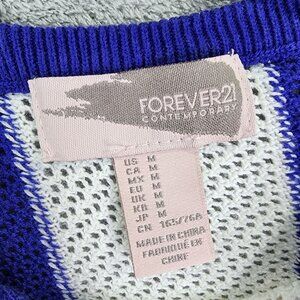 FOREVER21
CONTEMPORARY
US M
CA M
MX M
EU M
UK M
KR M
JP M
CN 165/76A
MADE IN CHINA
FABRIQUÉ EN
CHINE